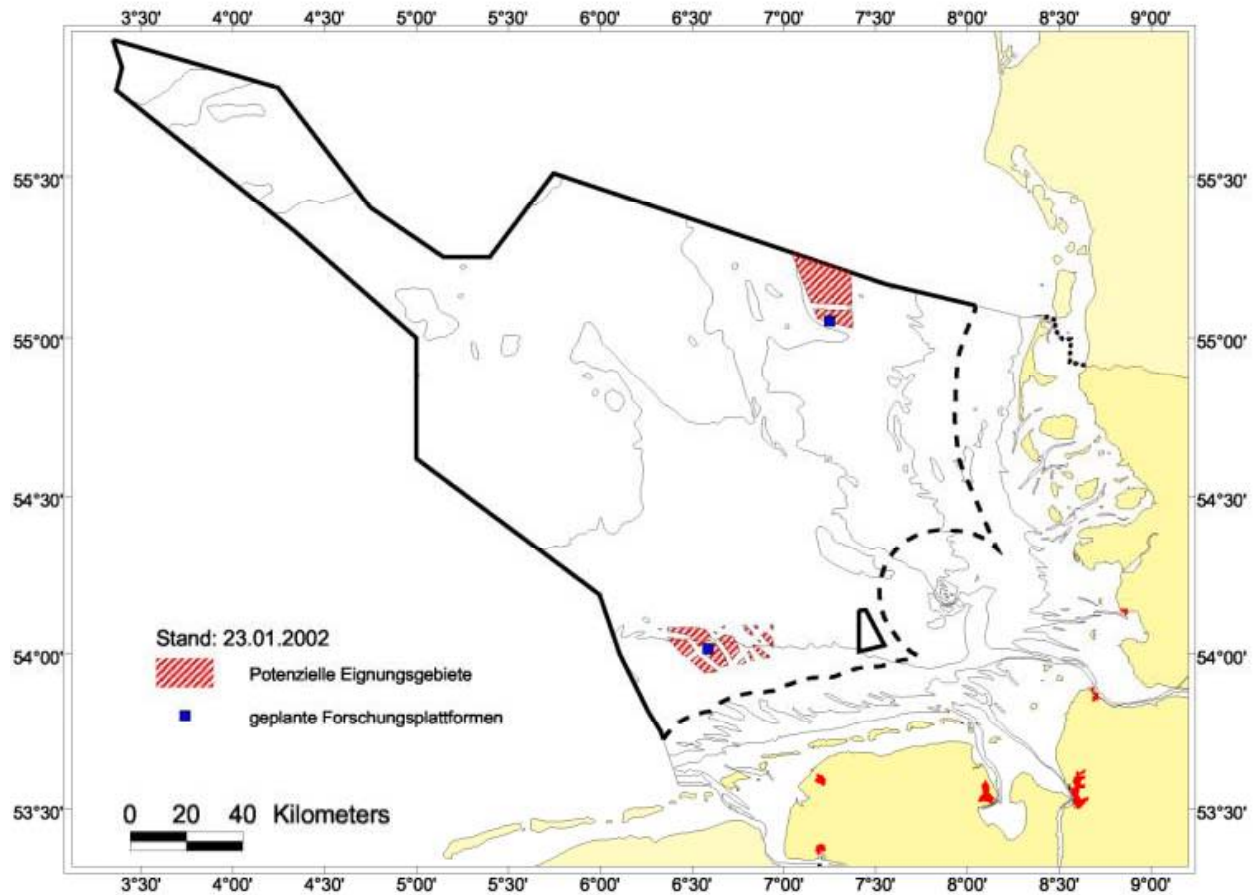 3°30' 4°00' 5°00' 5°30' 6°00' 6°30' 7°00' 7°30' 8°00' 8°30' 9°00'
55°30' 55°30'
55°00' 55°00'
54°30' 54°30'
Stand: 23.01.2002
54°00' 54°00'
Potenzielle Eignungsgebiete
geplante Forschungsplattformen
0 20 40 Kilometers
53°30' 53°30'
3°30' 4°00' 4°30' 5°00' 5°30' 6°00' 6°30' 7°00' 7°30' 8°00' 8°30' 9°00'